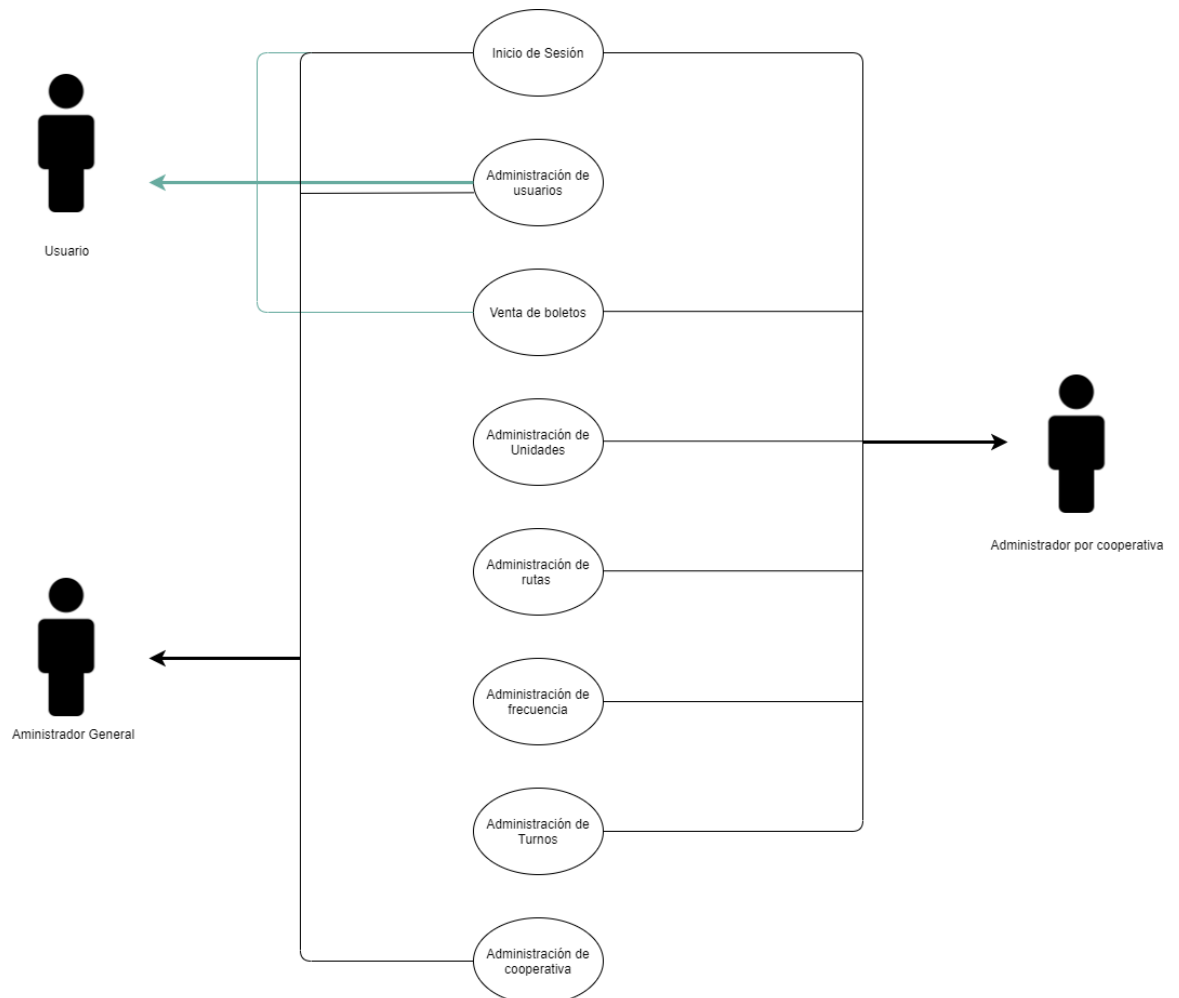 Inicio de Sesión
Administración de
usuarios
Usuario
Venta de boletos
Administración de
Unidades
Administrador por cooperativa
Administración de
rutas
Administración de
frecuencia
Aministrador General
Administración de
Turnos
Administración de
cooperativa